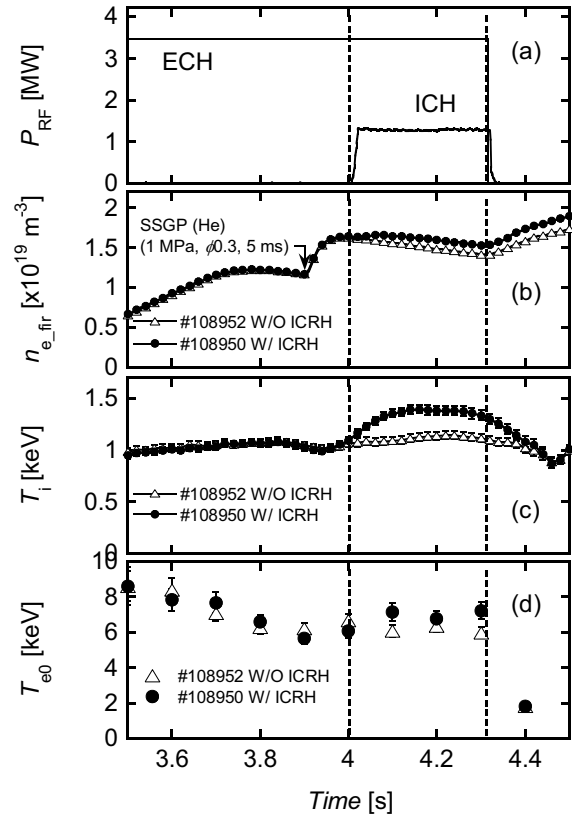 4
3
2
1
0
P_RF [MW]
ECH
ICH
(a)
2
1.5
1
0.5
0
n_e_fir [x10^19 m^-3]
SSGP (He)
(1 MPa, ϕ0.3, 5 ms)
(b)
#108952 W/O ICRH
#108950 W/ ICRH
1.5
1
0.5
0
T_i [keV]
#108952 W/O ICRH
#108950 W/ ICRH
(c)
10
8
6
4
2
0
T_e0 [keV]
(d)
#108952 W/O ICRH
#108950 W/ ICRH
3.6 3.8 4 4.2 4.4
Time [s]